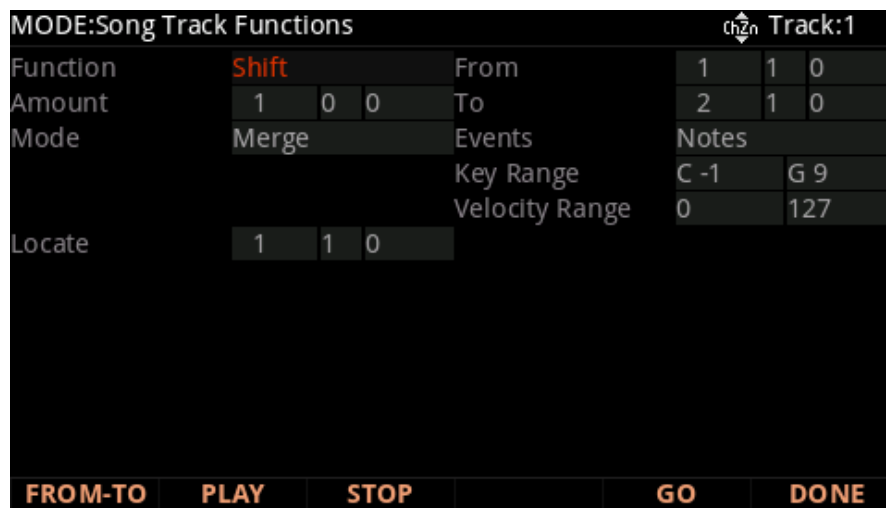 MODE:Song Track Functions ChZn Track:1
Function Shift From 1 1 0
Amount 1 0 0 To 2 1 0
Mode Merge Events Notes
Key Range C -1 G 9
Velocity Range 0 127
Locate 1 1 0
FROM-TO PLAY STOP GO DONE